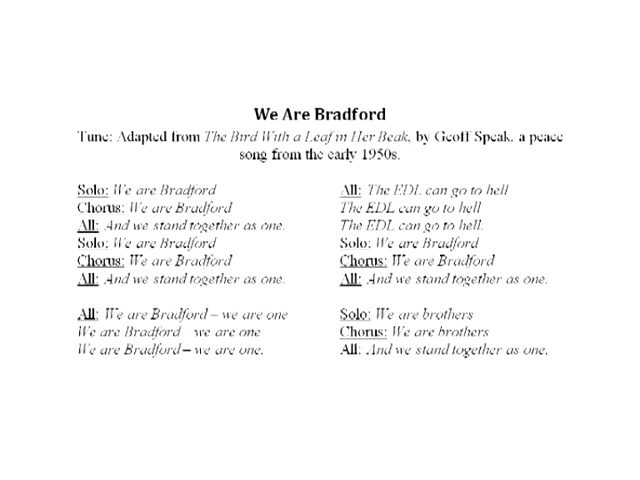 We Are Bradford
Tune: Adapted from The Bird With a Leaf in Her Beak, by Geoff Speak, a peace
song from the early 1950s.
Solo: We are Bradford
Chorus: We are Bradford
All: And we stand together as one.
Solo: We are Bradford
Chorus: We are Bradford
All: And we stand together as one.
All: We are Bradford – we are one
We are Bradford – we are one
We are Bradford – we are one.
All: The EDL can go to hell
The EDL can go to hell
The EDL can go to hell.
Solo: We are Bradford
Chorus: We are Bradford
All: And we stand together as one.
Solo: We are brothers
Chorus: We are brothers
All: And we stand together as one.